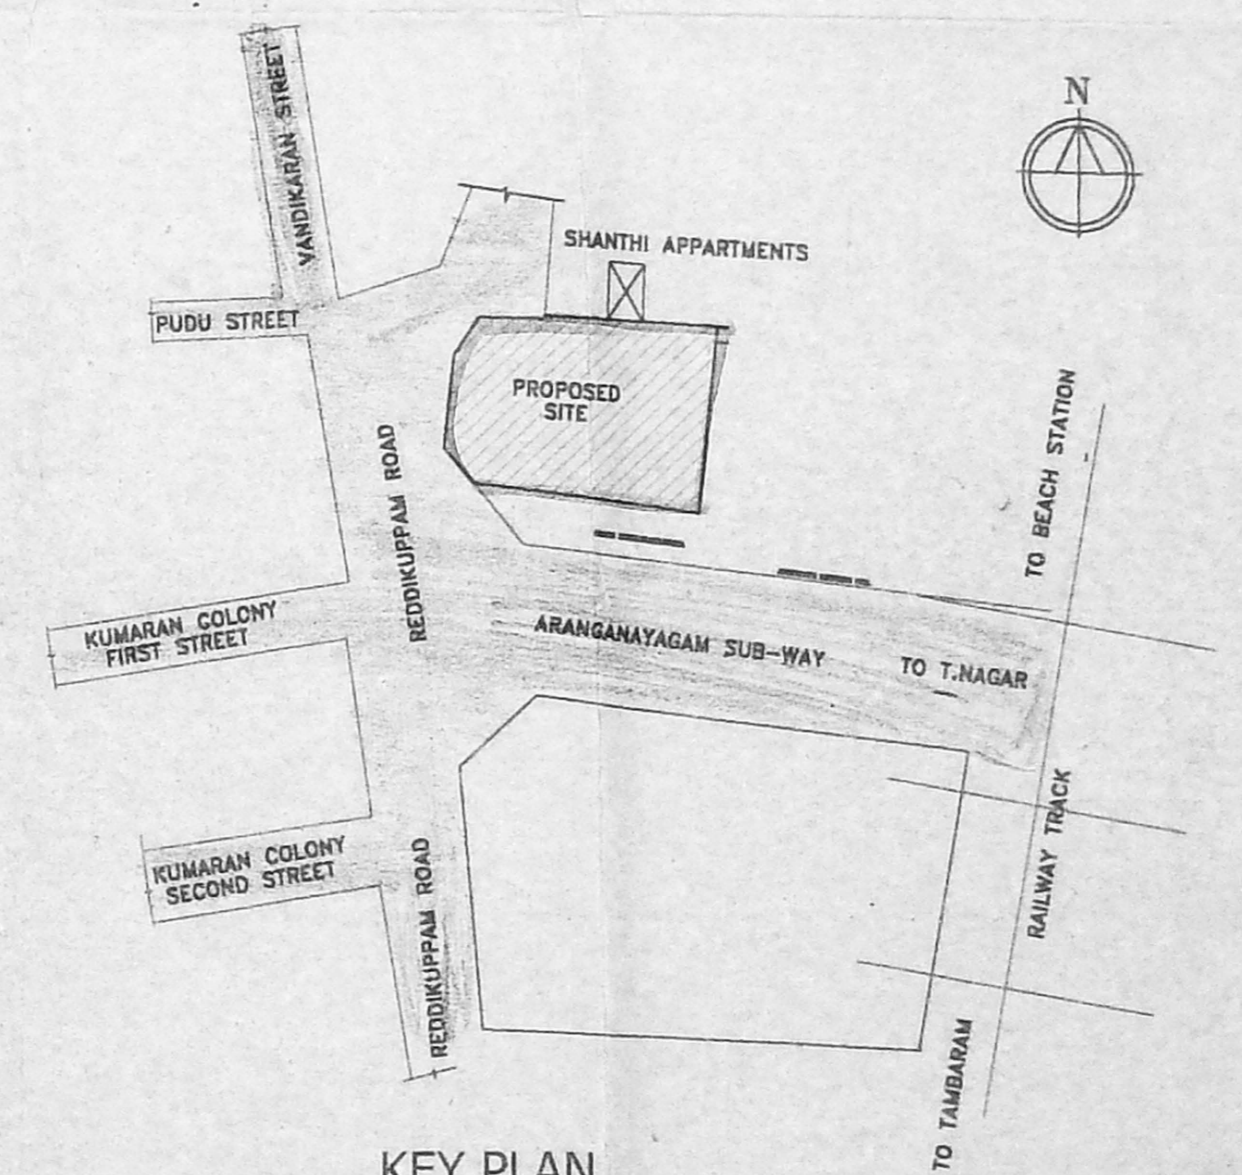 N
VANDIKARAN STREET
SHANTHI APPARTMENTS
PUDU STREET
PROPOSED
SITE
REDDIKUPPAM ROAD
TO BEACH STATION
KUMARAN COLONY
FIRST STREET
ARANGANAYAGAM SUB-WAY
TO T.NAGAR
RAILWAY TRACK
KUMARAN COLONY
SECOND STREET
REDDIKUPPAM ROAD
TO TAMBARAM
KEY PLAN